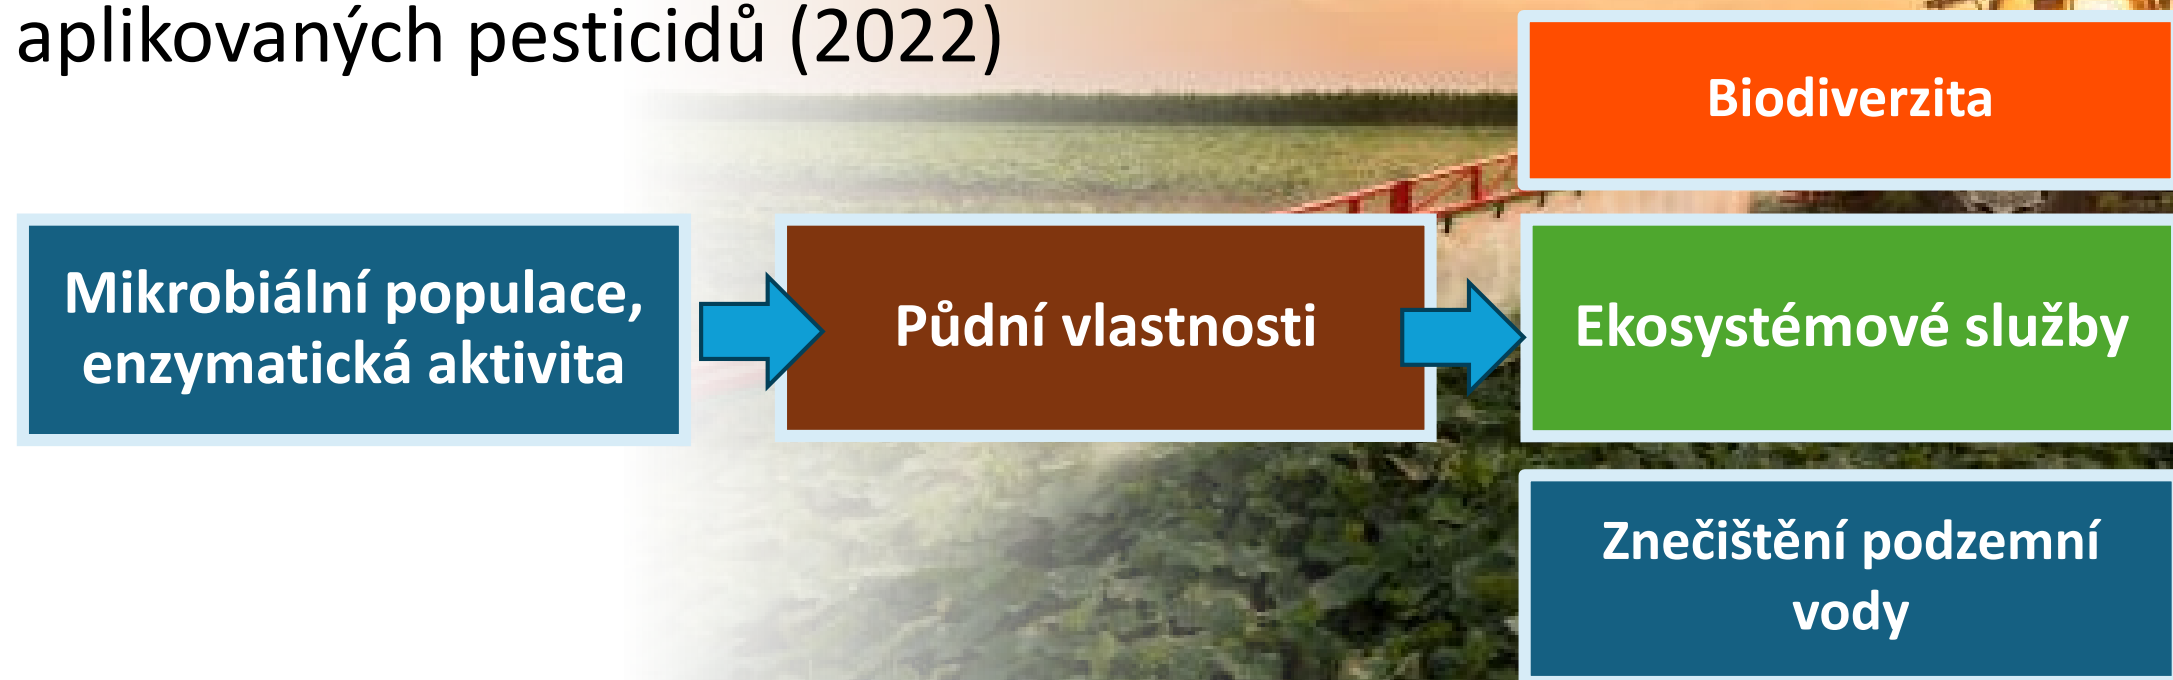 aplikovaných pesticidů (2022)
Biodiverzita
Mikrobiální populace,
enzymatická aktivita
Půdní vlastnosti
Ekosystémové služby
Znečištění podzemní
vody